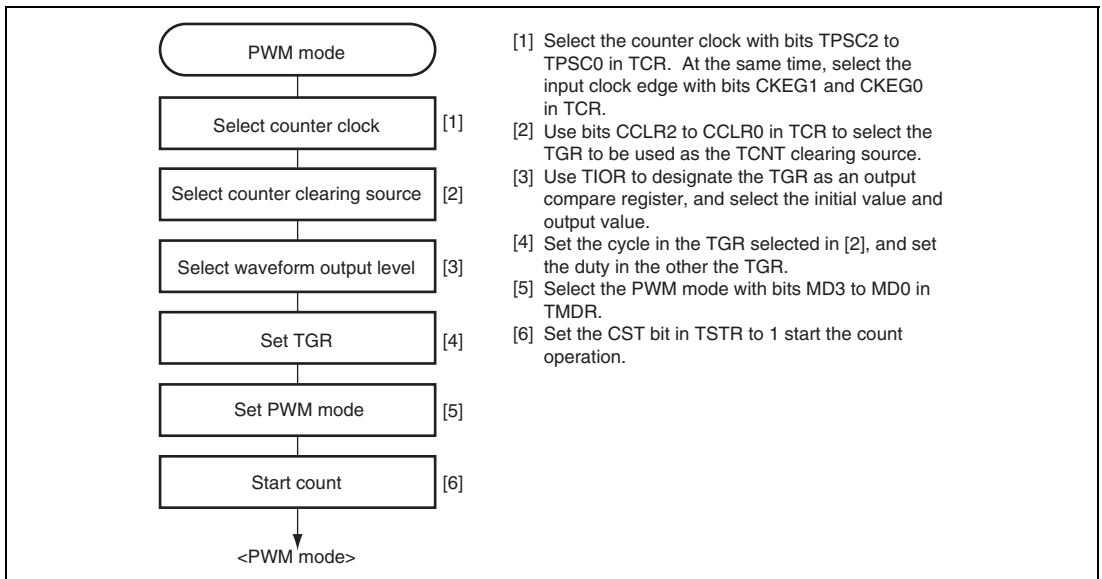 PWM mode
Select counter clock [1]
Select counter clearing source [2]
Select waveform output level [3]
Set TGR [4]
Set PWM mode [5]
Start count [6]
<PWM mode>
[1] Select the counter clock with bits TPSC2 to
TPSC0 in TCR. At the same time, select the
input clock edge with bits CKEG1 and CKEG0
in TCR.
[2] Use bits CCLR2 to CCLR0 in TCR to select the
TGR to be used as the TCNT clearing source.
[3] Use TIOR to designate the TGR as an output
compare register, and select the initial value and
output value.
[4] Set the cycle in the TGR selected in [2], and set
the duty in the other the TGR.
[5] Select the PWM mode with bits MD3 to MD0 in
TMDR.
[6] Set the CST bit in TSTR to 1 start the count
operation.